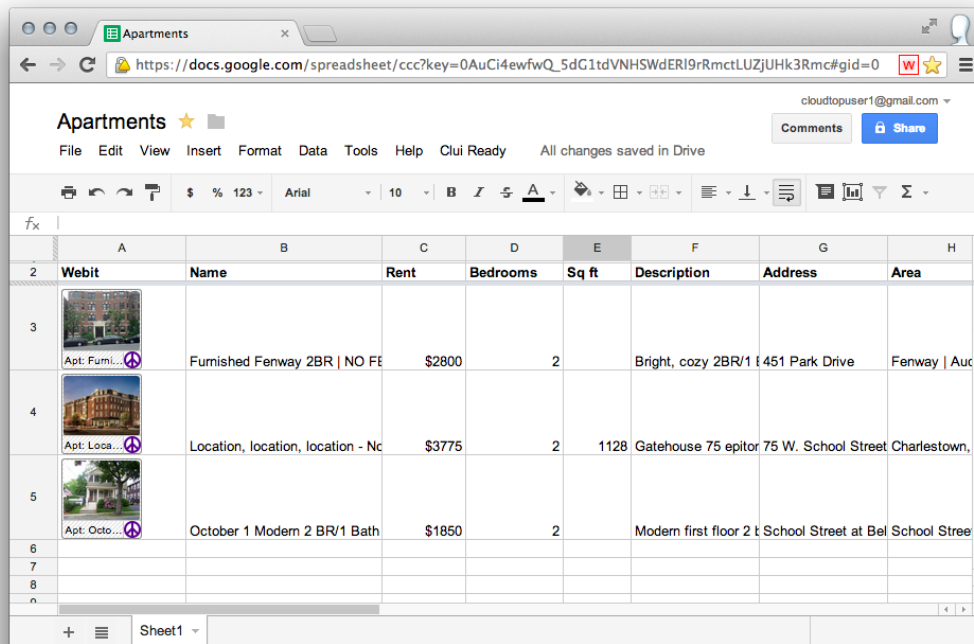 Apartments
https://docs.google.com/spreadsheet/ccc?key=0AuCi4ewfwQ_5dG1tdVNHSWdERl9rRmctLUZjUHk3Rmc#gid=0 W
cloudtopuser1@gmail.com
Apartments
Comments Share
File Edit View Insert Format Data Tools Help Clui Ready All changes saved in Drive
$ % 123 Arial 10 B I S A Σ
fx
A B C D E F G H
2 Webit Name Rent Bedrooms Sq ft Description Address Area
3 Apt: Furni... Furnished Fenway 2BR | NO FE $2800 2 Bright, cozy 2BR/1 451 Park Drive Fenway | Aud
4 Apt: Loca... Location, location, location - No $3775 2 1128 Gatehouse 75 epitor 75 W. School Street Charlestown,
5 Apt: Octo... October 1 Modern 2 BR/1 Bath $1850 2 Modern first floor 2 b School Street at Bel School Stree
6
7
8
9
Sheet1